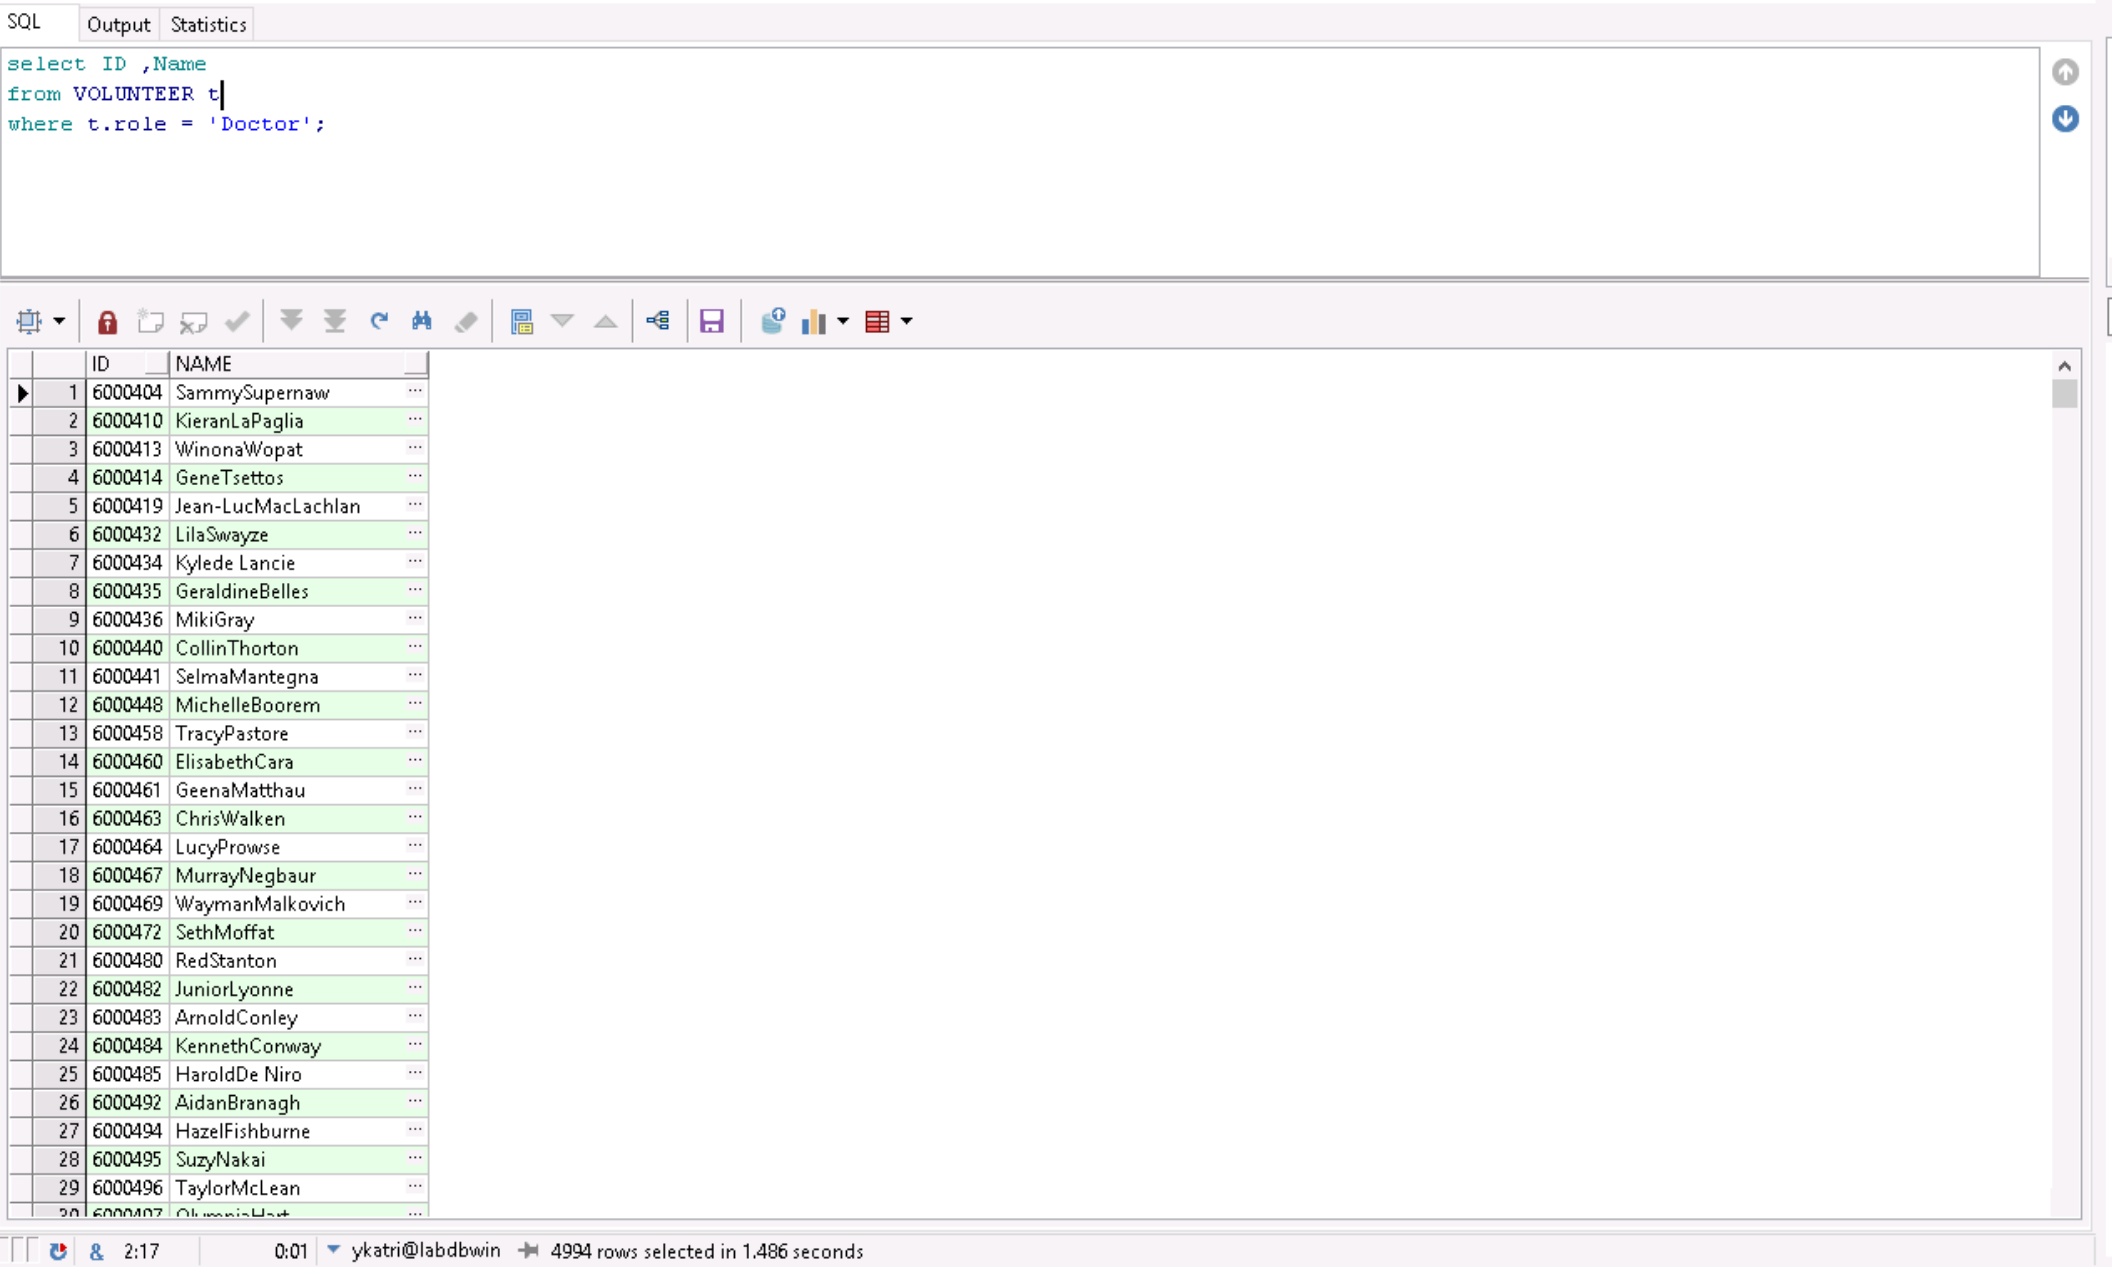 SQL Output Statistics
select ID ,Name
from VOLUNTEER t
where t.role = 'Doctor';
ID NAME
1 6000404 SammySupernaw ...
2 6000410 KieranLaPaglia ...
3 6000413 WinonaWopat ...
4 6000414 GeneTsettos ...
5 6000419 Jean-LucMacLachlan ...
6 6000432 LilaSwayze ...
7 6000434 Kylede Lancie ...
8 6000435 GeraldineBelles ...
9 6000436 MikiGray ...
10 6000440 CollinThorton ...
11 6000441 SelmaMantegna ...
12 6000448 MichelleBoorem ...
13 6000458 TracyPastore ...
14 6000460 ElisabethCara ...
15 6000461 GeenaMatthau ...
16 6000463 ChrisWalken ...
17 6000464 LucyProwse ...
18 6000467 MurrayNegbaur ...
19 6000469 WaymanMalkovich ...
20 6000472 SethMoffat ...
21 6000480 RedStanton ...
22 6000482 JuniorLyonne ...
23 6000483 ArnoldConley ...
24 6000484 KennethConway ...
25 6000485 HaroldDe Niro ...
26 6000492 AidanBranagh ...
27 6000494 HazelFishburne ...
28 6000495 SuzyNakai ...
29 6000496 TaylorMcLean ...
30 6000497 OlympiaHart ...
& 2:17 0:01 ykatri@labdbwin 4994 rows selected in 1.486 seconds